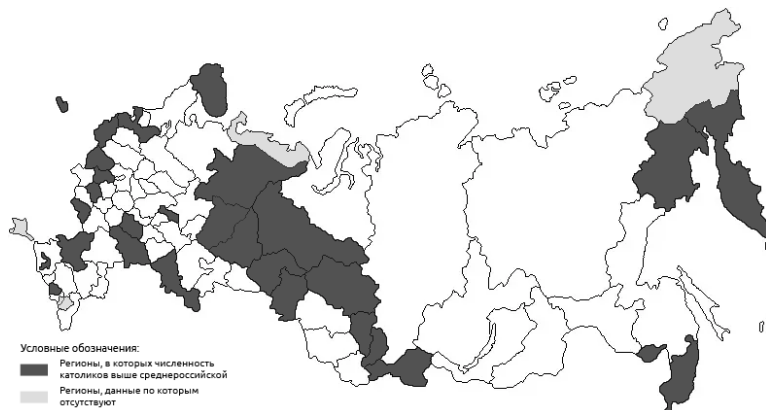 Условные обозначения:
Регионы, в которых численность
католиков выше среднероссийской
Регионы, данные по которым
отсутствуют